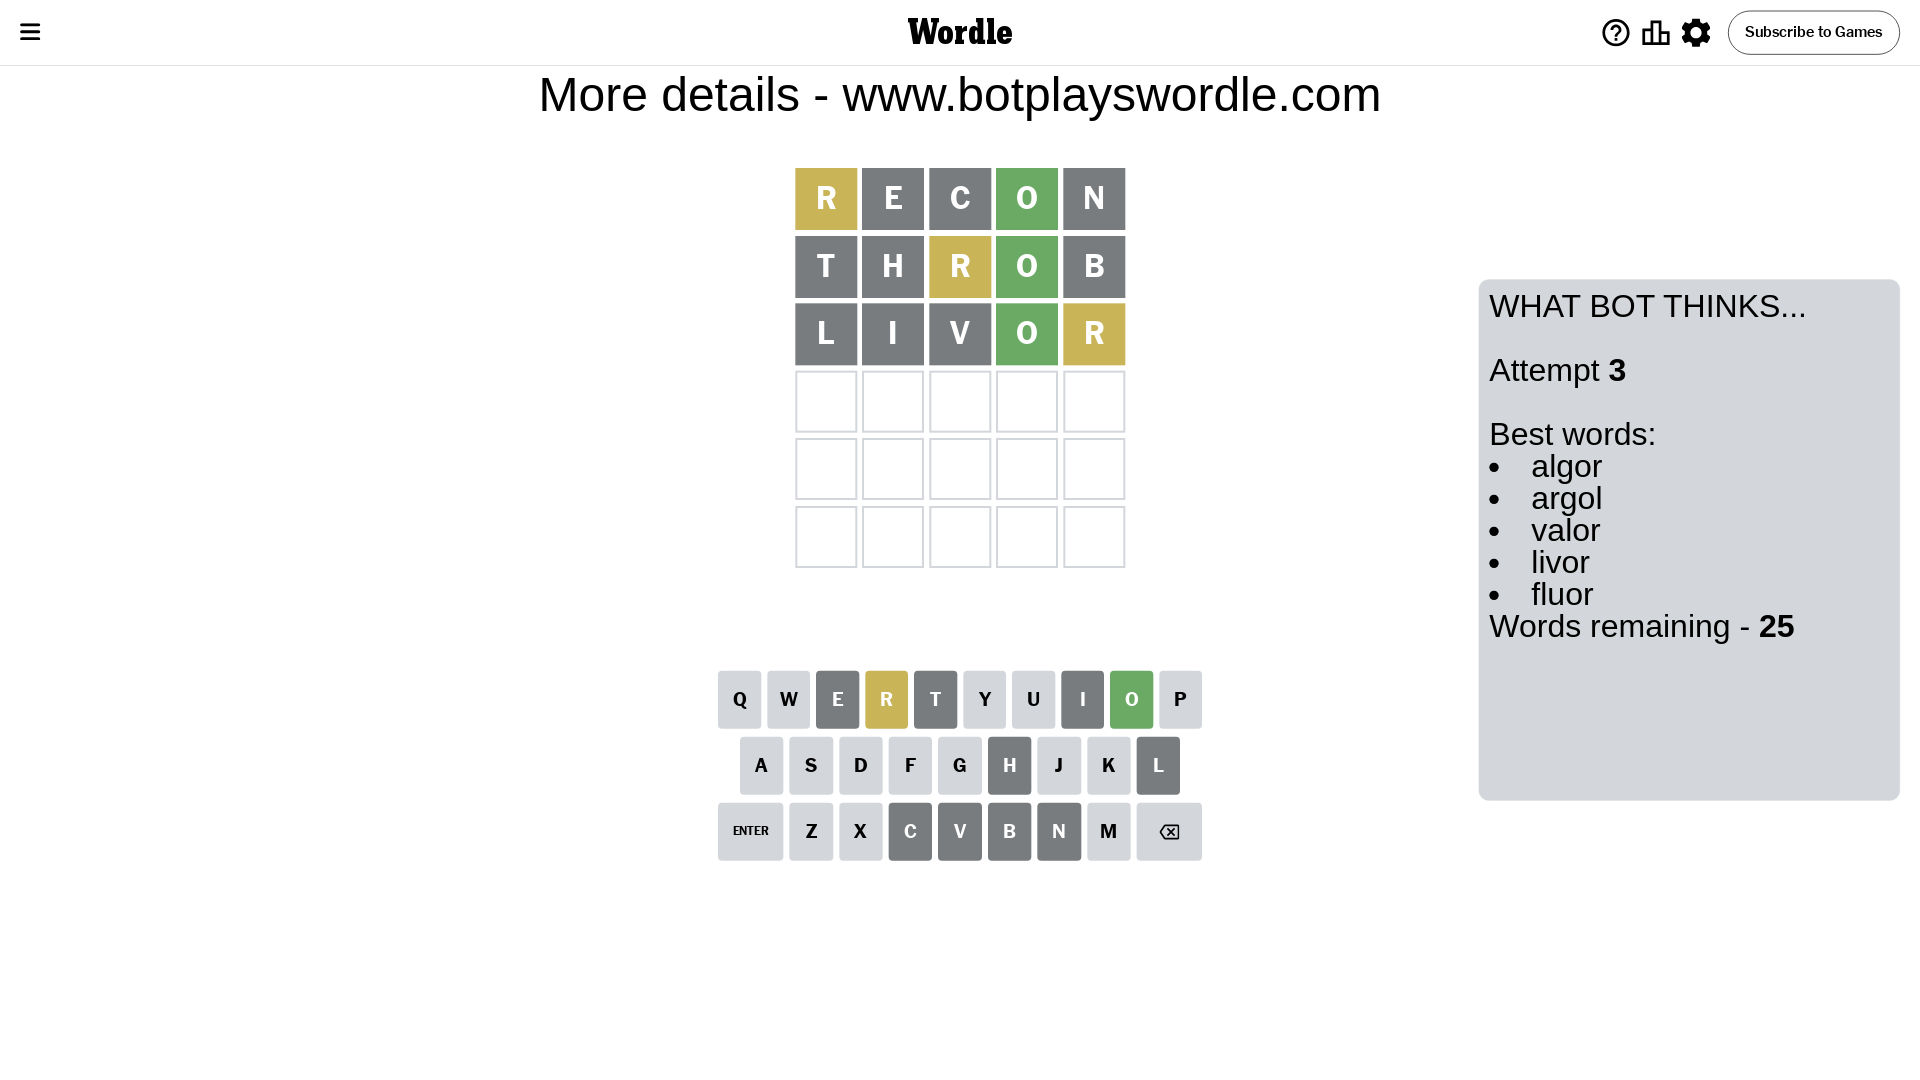 Wordle
Subscribe to Games
More details - www.botplayswordle.com
R E C O N
T H R O B
L I V O R
WHAT BOT THINKS...
Attempt 3
Best words:
• algor
• argol
• valor
• livor
• fluor
Words remaining - 25
Q W E R T Y U I O P
A S D F G H J K L
ENTER Z X C V B N M